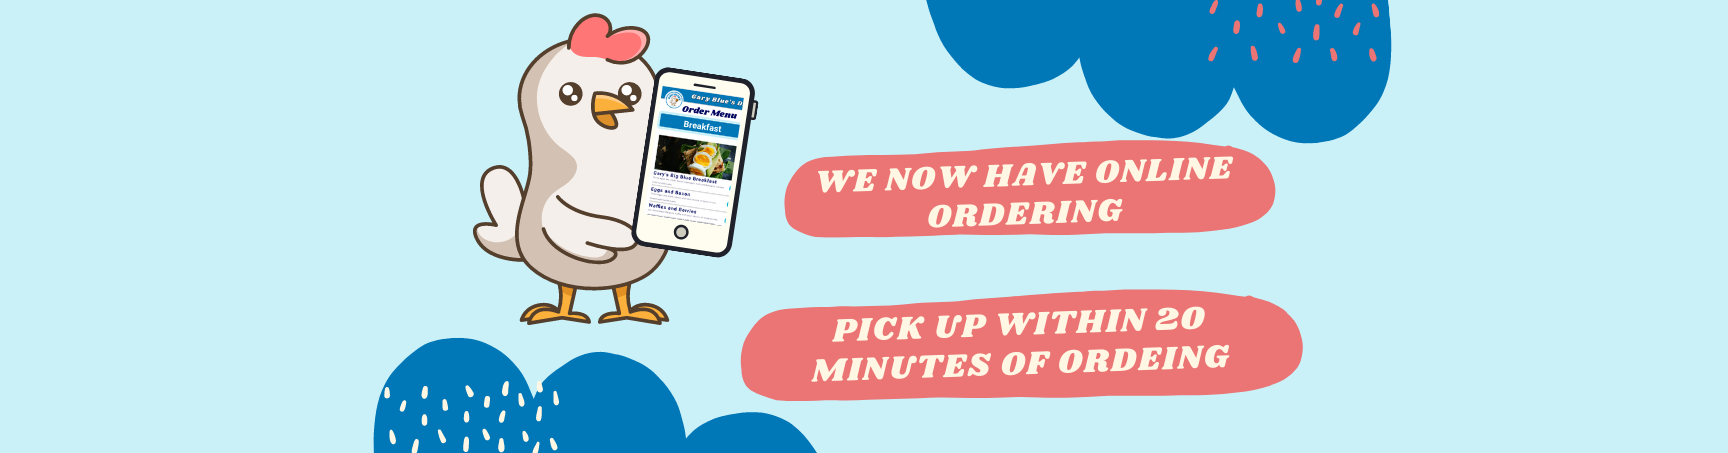 Gary Blue's D
Order Menu
Breakfast
Gary's Big Blue Breakfast
Eggs and Bacon
Waffles and Berries
WE NOW HAVE ONLINE
ORDERING
PICK UP WITHIN 20
MINUTES OF ORDEING